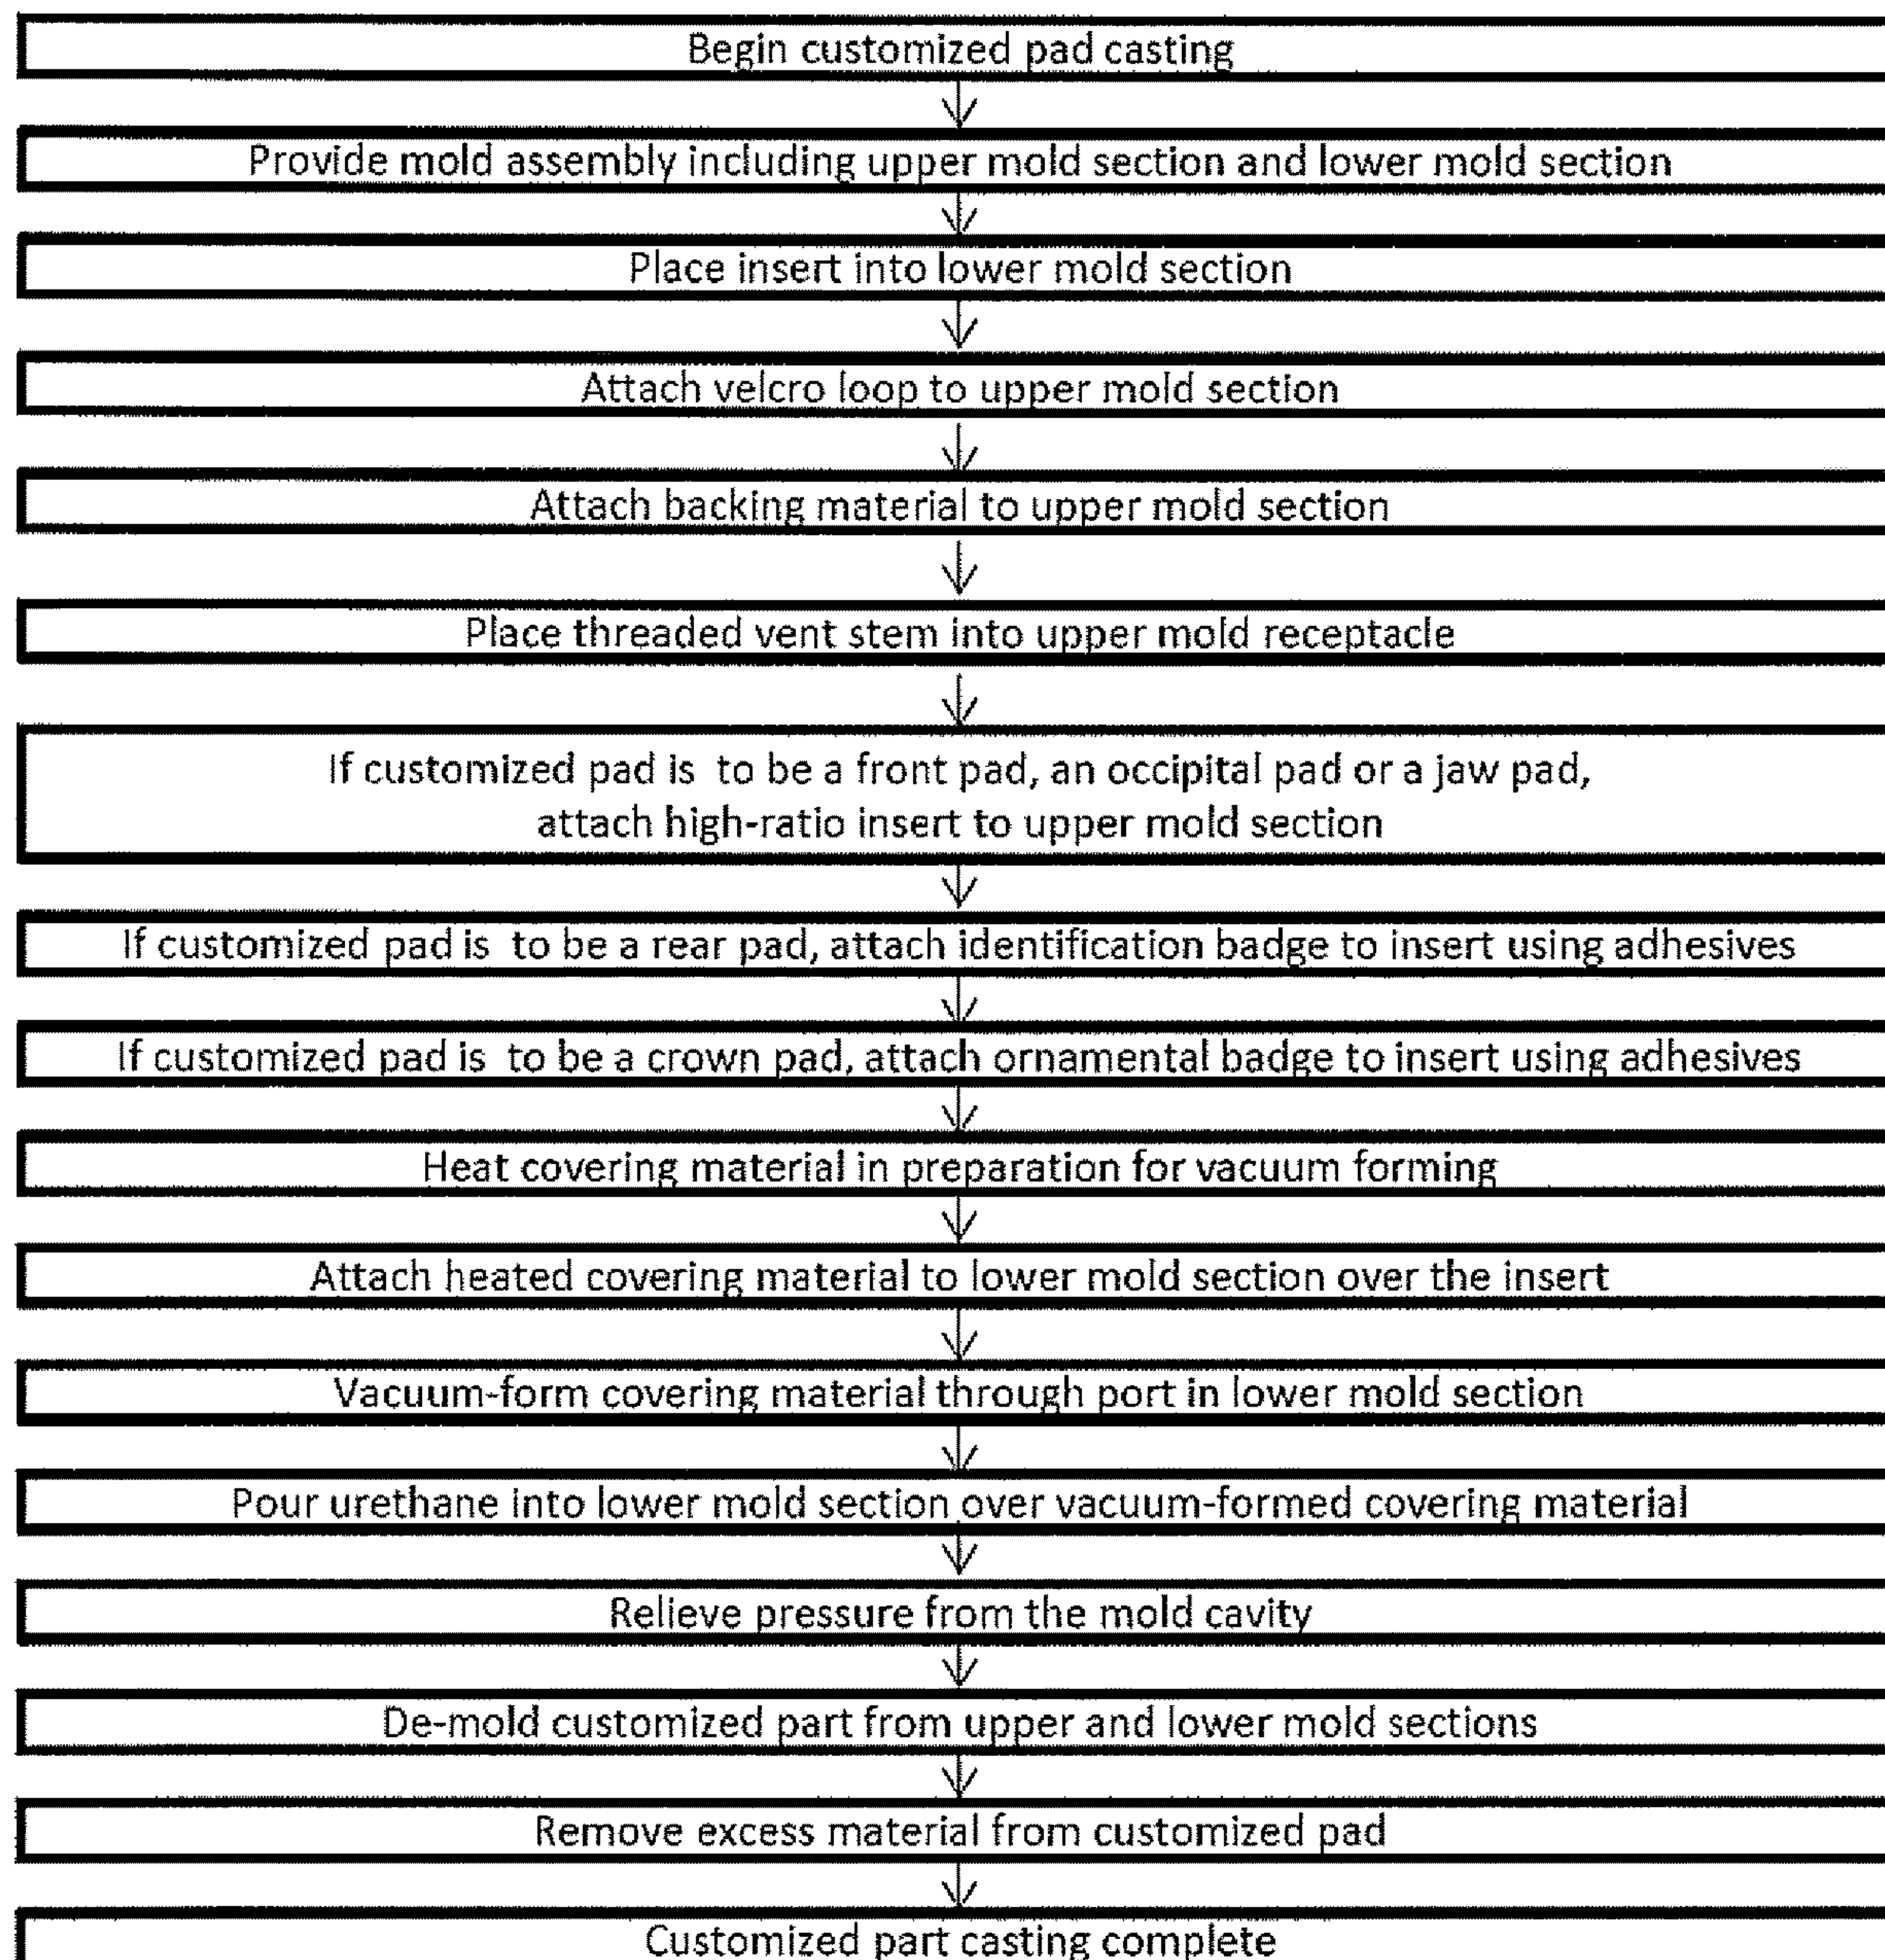 Begin customized pad casting
Provide mold assembly including upper mold section and lower mold section
Place insert into lower mold section
Attach velcro loop to upper mold section
Attach backing material to upper mold section
Place threaded vent stem into upper mold receptacle
If customized pad is to be a front pad, an occipital pad or a jaw pad,
attach high-ratio insert to upper mold section
If customized pad is to be a rear pad, attach identification badge to insert using adhesives
If customized pad is to be a crown pad, attach ornamental badge to insert using adhesives
Heat covering material in preparation for vacuum forming
Attach heated covering material to lower mold section over the insert
Vacuum-form covering material through port in lower mold section
Pour urethane into lower mold section over vacuum-formed covering material
Relieve pressure from the mold cavity
De-mold customized part from upper and lower mold sections
Remove excess material from customized pad
Customized part casting complete